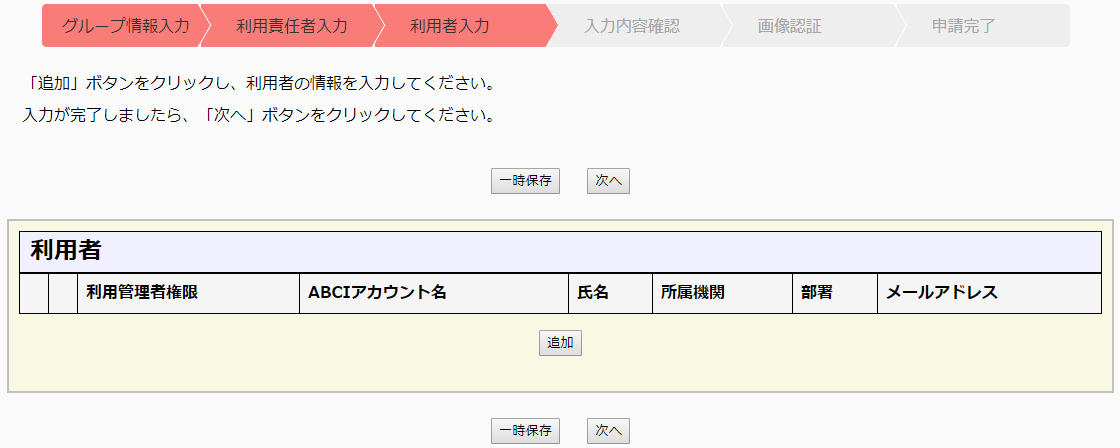 グループ情報入力 利用責任者入力 利用者入力 入力内容確認 画像認証 申請完了
「追加」ボタンをクリックし、利用者の情報を入力してください。
入力が完了しましたら、「次へ」ボタンをクリックしてください。
一時保存 次へ
利用者
利用管理者権限 ABCIアカウント名 氏名 所属機関 部署 メールアドレス
追加
一時保存 次へ